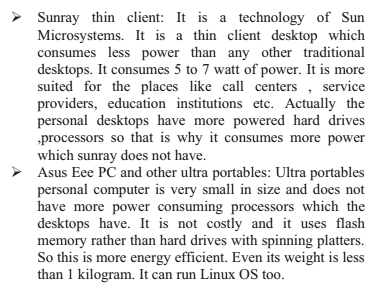 ➢ Sunray thin client: It is a technology of Sun
Microsystems. It is a thin client desktop which
consumes less power than any other traditional
desktops. It consumes 5 to 7 watt of power. It is more
suited for the places like call centers , service
providers, education institutions etc. Actually the
personal desktops have more powered hard drives
,processors so that is why it consumes more power
which sunray does not have.
➢ Asus Eee PC and other ultra portables: Ultra portables
personal computer is very small in size and does not
have more power consuming processors which the
desktops have. It is not costly and it uses flash
memory rather than hard drives with spinning platters.
So this is more energy efficient. Even its weight is less
than 1 kilogram. It can run Linux OS too.